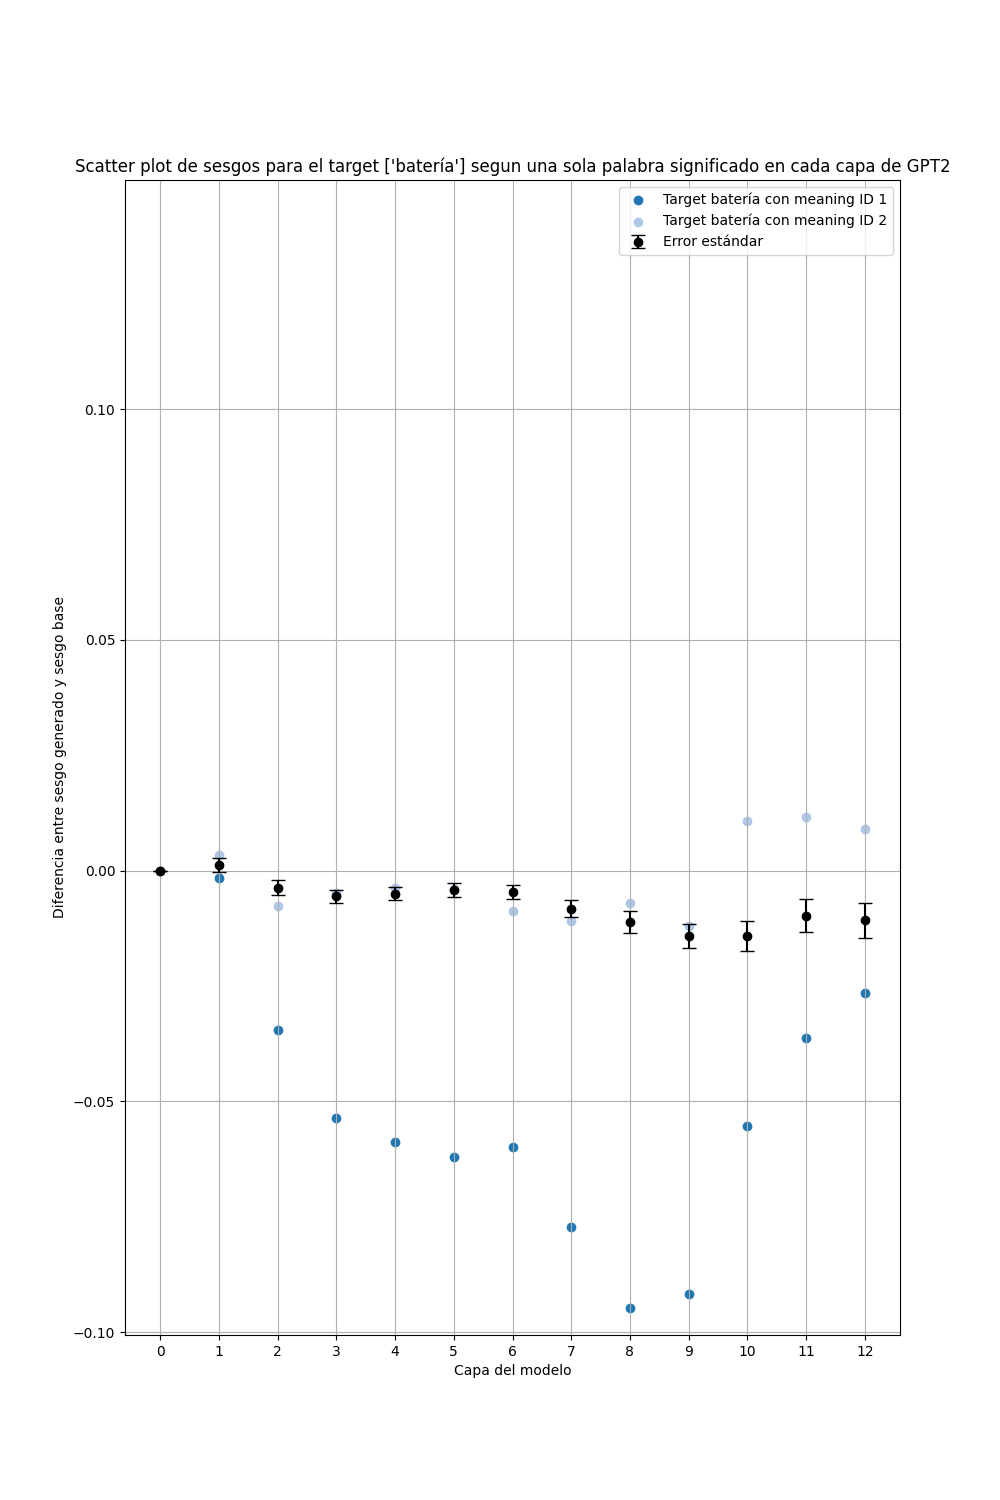 Scatter plot de sesgos para el target ['batería'] segun una sola palabra significado en cada capa de GPT2
Target batería con meaning ID 1
Target batería con meaning ID 2
Error estándar
Diferencia entre sesgo generado y sesgo base
0.10
0.05
0.00
−0.05
−0.10
0 1 2 3 4 5 6 7 8 9 10 11 12
Capa del modelo